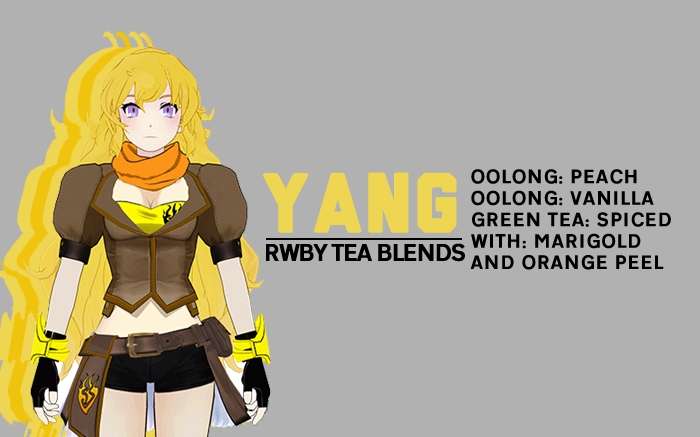 YANG
RWBY TEA BLENDS
OOLONG: PEACH
OOLONG: VANILLA
GREEN TEA: SPICED
WITH: MARIGOLD
AND ORANGE PEEL